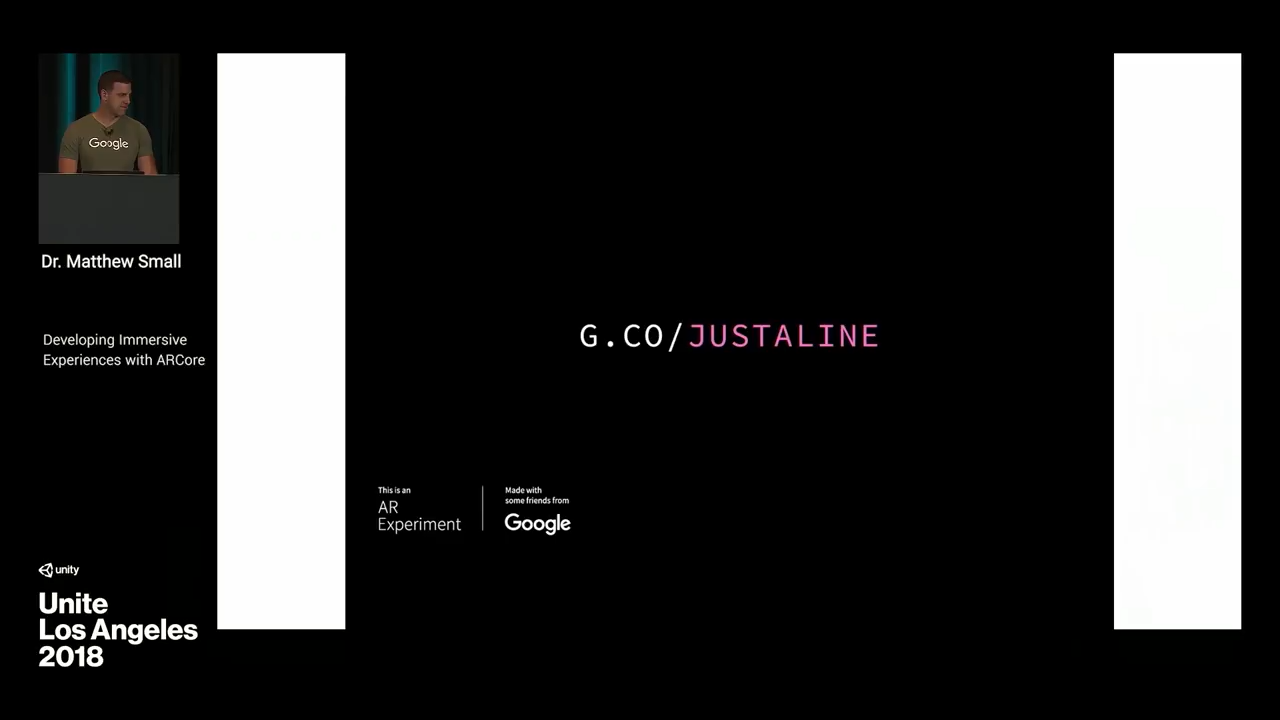 Google
Dr. Matthew Small
Developing Immersive
Experiences with ARCore
unity
Unite
Los Angeles
2018
G.CO/JUSTALINE
This is an
AR
Experiment
Made with
some friends from
Google